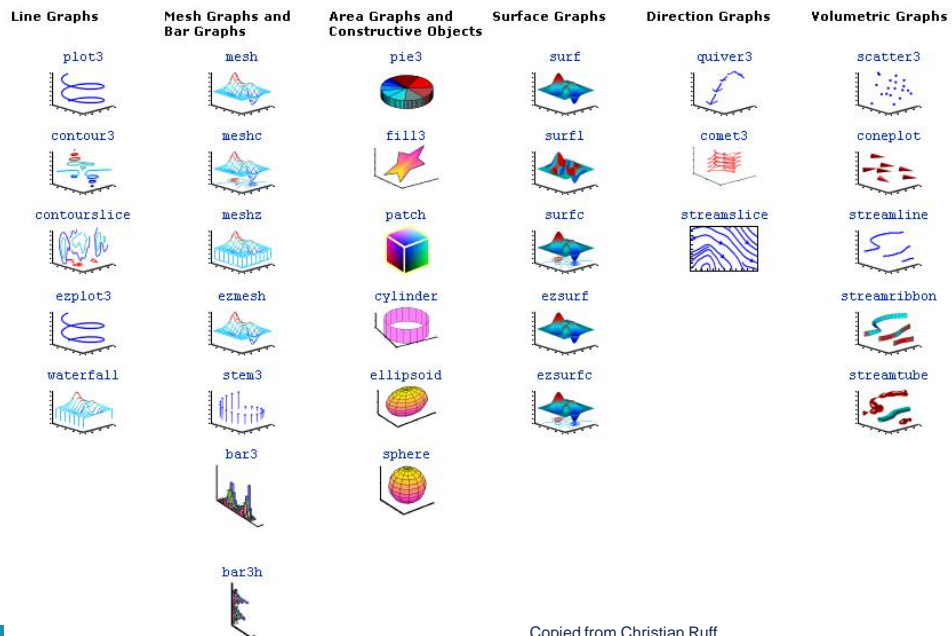 Line Graphs
Mesh Graphs and
Bar Graphs
Area Graphs and
Constructive Objects
Surface Graphs
Direction Graphs
Volumetric Graphs
plot3
mesh
pie3
surf
quiver3
scatter3
contour3
meshc
fill3
surfl
comet3
coneplot
contourslice
meshz
patch
surfc
streamslice
streamline
ezplot3
ezmesh
cylinder
ezsurf
streamribbon
waterfall
stem3
ellipsoid
ezsurfc
streamtube
bar3
sphere
bar3h
Copied from Christian Ruff